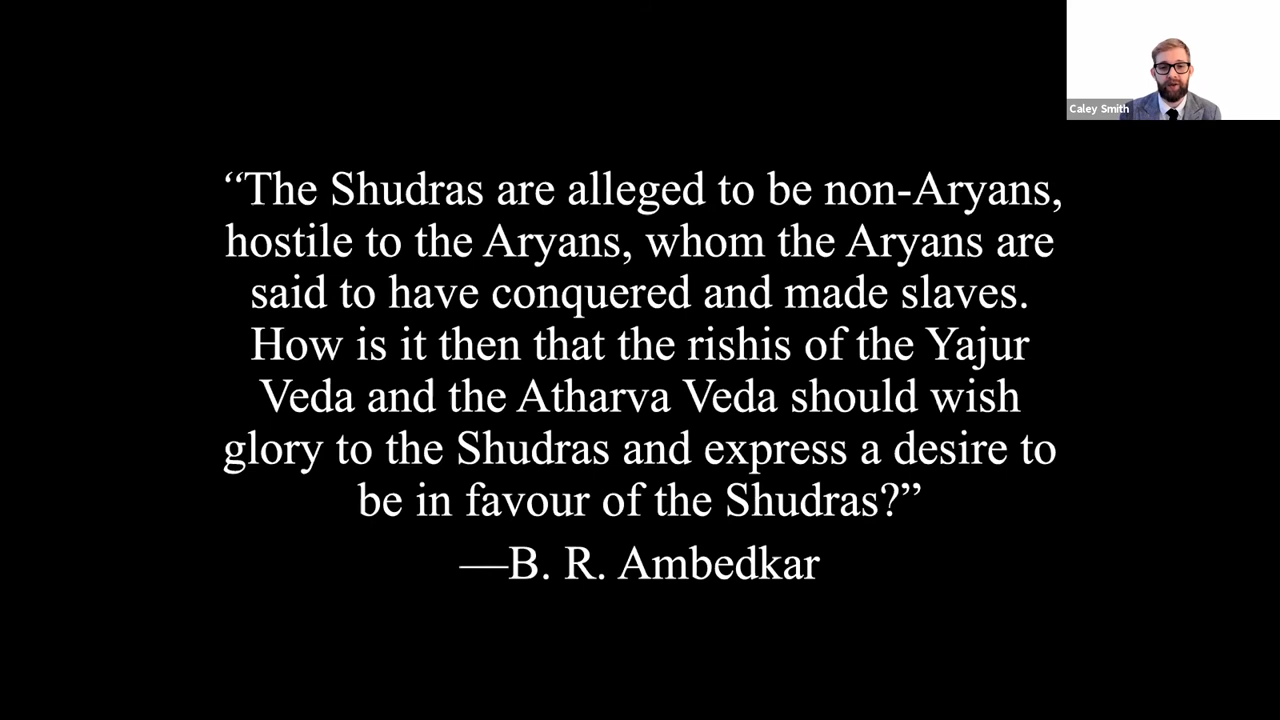 Caley Smith
“The Shudras are alleged to be non-Aryans,
hostile to the Aryans, whom the Aryans are
said to have conquered and made slaves.
How is it then that the rishis of the Yajur
Veda and the Atharva Veda should wish
glory to the Shudras and express a desire to
be in favour of the Shudras?”
—B. R. Ambedkar